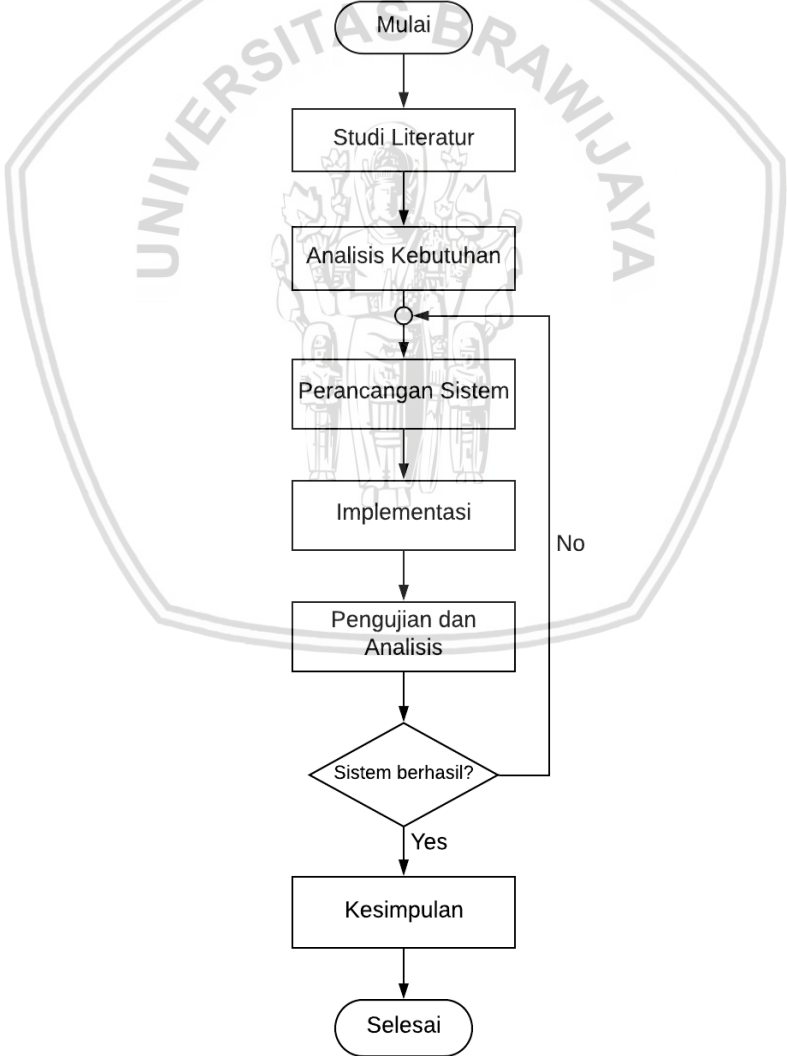 UNIVERSITAS BRAWIJAYA
Mulai
Studi Literatur
Analisis Kebutuhan
Perancangan Sistem
Implementasi
No
Pengujian dan
Analisis
Sistem berhasil?
Yes
Kesimpulan
Selesai